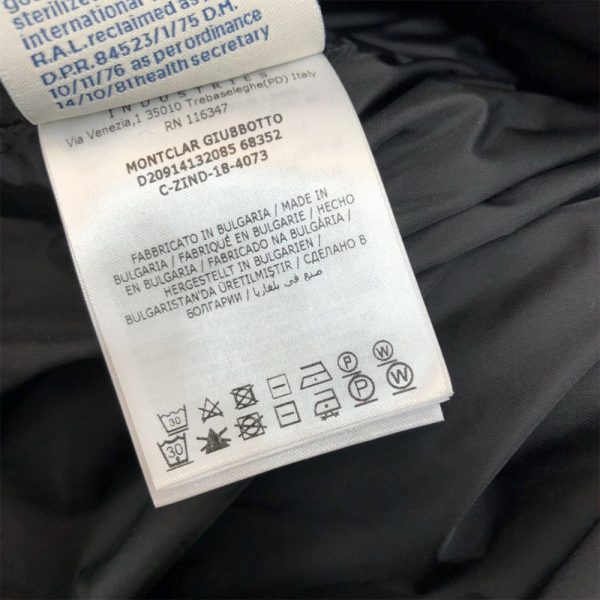 sterilized
international
R.A.L.reclaimed as
D.P.R.84523/1/75 D.M.
10/11/76 as perordinance
14/10/81 health secretary
INDUSTRIES
Via Venezia,1 35010 Trebaseleghe(PD) Italy
RN 116347
MONTCLAR GIUBBOTTO
D20914132085 68352
C-ZIND-18-4073
FABBRICATO IN BULGARIA / MADE IN
BULGARIA / FABRIQUÉ EN BULGARIE / HECHO
EN BULGARIA / FABRICADO NA BULGÁRIA /
HERGESTELLT IN BULGARIEN / СДЕЛАНО В
BULGARISTAN'DA ÜRETILMIŞTIR / صنع في بلغاريا
БОЛГАРИИ /
30 P W
30 P W